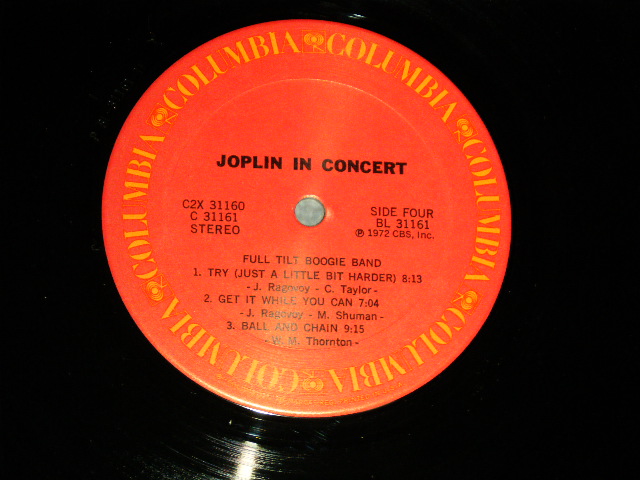 COLUMBIA COLUMBIA COLUMBIA COLUMBIA COLUMBIA COLUMBIA
JOPLIN IN CONCERT
C2X 31160
C 31161
STEREO
SIDE FOUR
BL 31161
℗ 1972 CBS, Inc.
FULL TILT BOOGIE BAND
1. TRY (JUST A LITTLE BIT HARDER) 8:13
- J. Ragovoy - C. Taylor -
2. GET IT WHILE YOU CAN 7:04
- J. Ragovoy - M. Shuman -
3. BALL AND CHAIN 9:15
- W. M. Thornton -